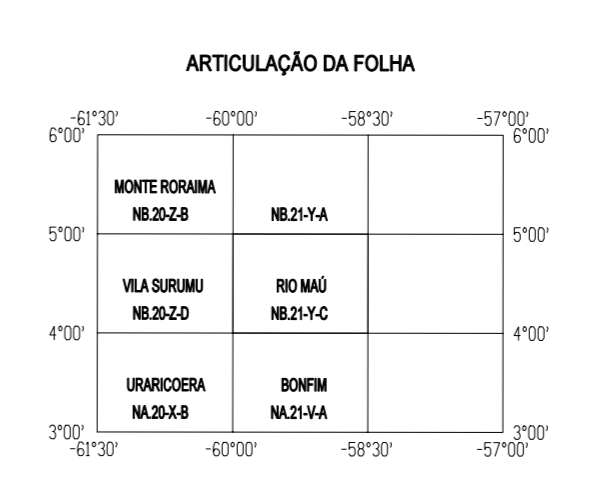 ARTICULAÇÃO DA FOLHA
-61°30' -60°00' -58°30' -57°00'
6°00' 6°00'
MONTE RORAIMA
NB.20-Z-B NB.21-Y-A
5°00' 5°00'
VILA SURUMU RIO MAÚ
NB.20-Z-D NB.21-Y-C
4°00' 4°00'
URARICOERA BONFIM
NA.20-X-B NA.21-V-A
3°00' 3°00'
-61°30' -60°00' -58°30' -57°00'